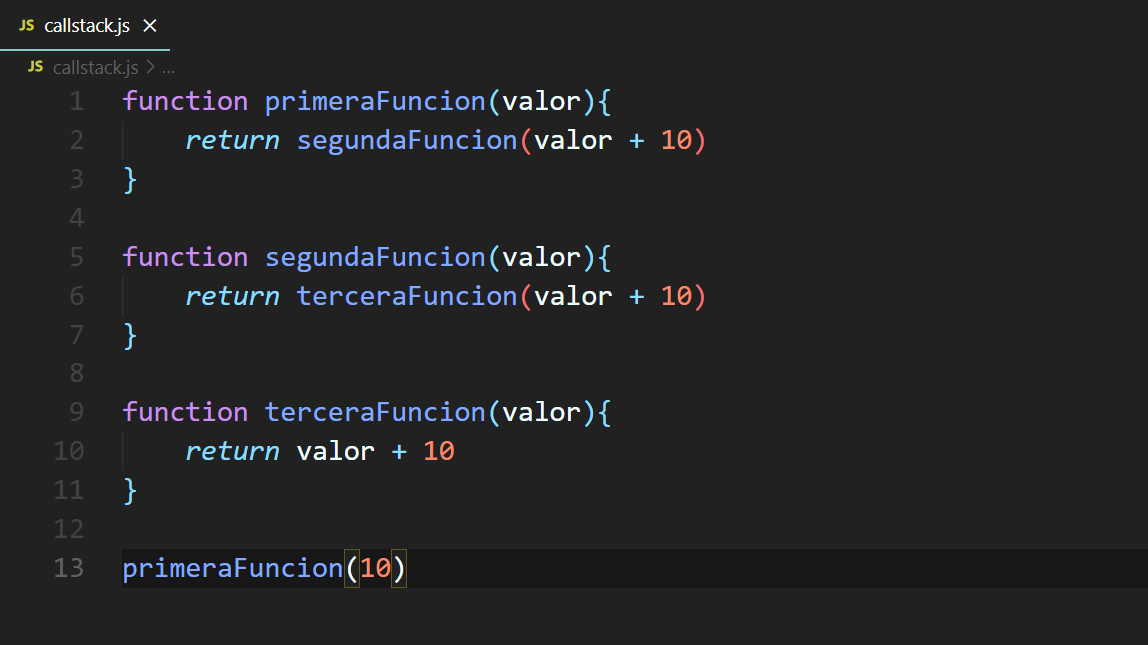 JS callstack.js ×
JS callstack.js > ...
1 function primeraFuncion(valor){
2     return segundaFuncion(valor + 10)
3 }
4
5 function segundaFuncion(valor){
6     return terceraFuncion(valor + 10)
7 }
8
9 function terceraFuncion(valor){
10     return valor + 10
11 }
12
13 primeraFuncion(10)